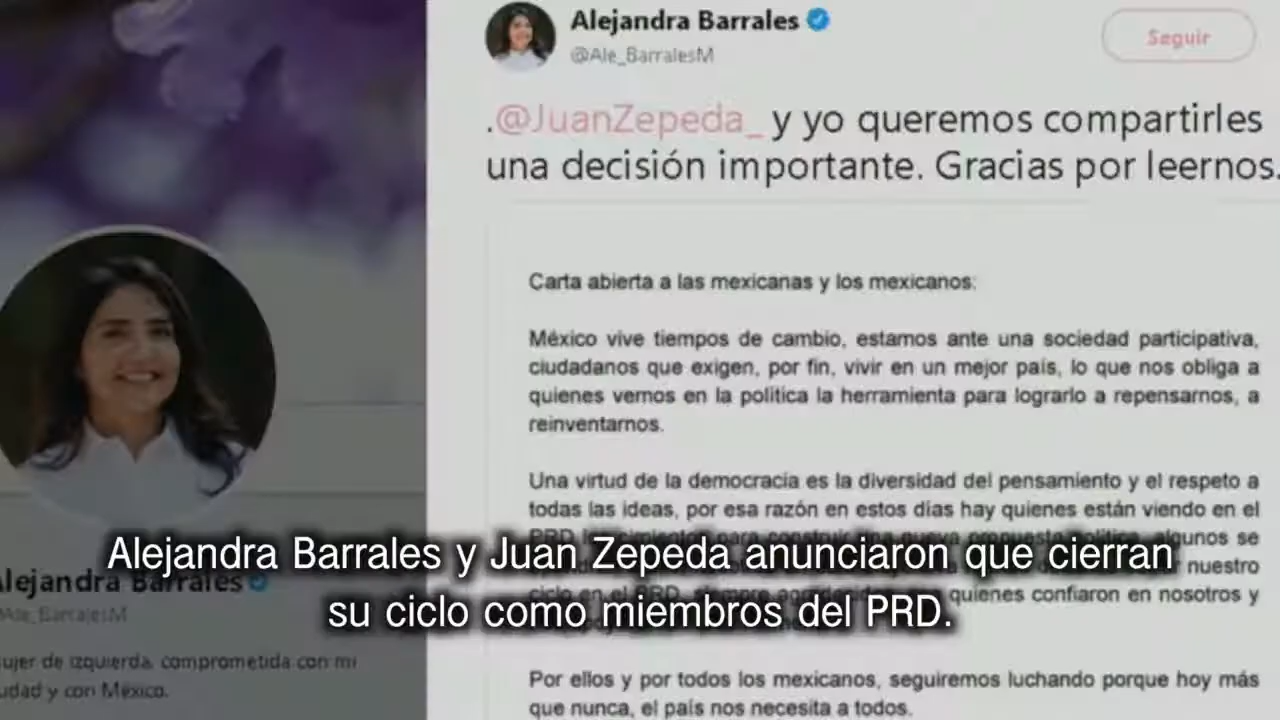 Alejandra Barrales
@Ale_BarralesM
Seguir
.@JuanZepeda_ y yo queremos compartirles
una decisión importante. Gracias por leernos.
Carta abierta a las mexicanas y los mexicanos:
México vive tiempos de cambio, estamos ante una sociedad participativa,
ciudadanos que exigen, por fin, vivir en un mejor país, lo que nos obliga a
quienes vemos en la política la herramienta para lograrlo a repensarnos, a
reinventarnos.
Una virtud de la democracia es la diversidad del pensamiento y el respeto a
todas las ideas, por esa razón en estos días hay quienes están viendo en el
algunos se
nuestro
quienes confiaron en nosotros y
Por ellos y por todos los mexicanos, seguiremos luchando porque hoy más
que nunca, el país nos necesita a todos.
Alejandra Barrales y Juan Zepeda anunciaron que cierran
su ciclo como miembros del PRD.
lejandra Barrales
Ale_BarralesM
ujer de izquierda, comprometida con mi
udad y con México.